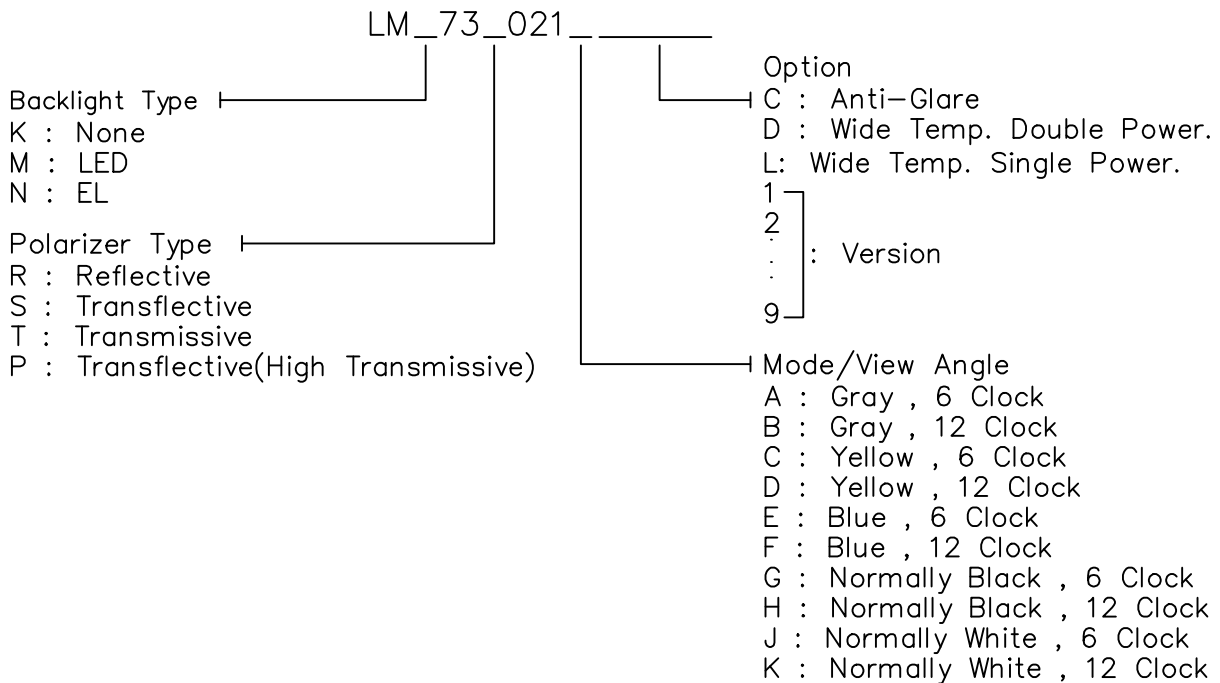 LM_73_021_ ____
Backlight Type
K : None
M : LED
N : EL
Polarizer Type
R : Reflective
S : Transflective
T : Transmissive
P : Transflective(High Transmissive)
Option
C : Anti-Glare
D : Wide Temp. Double Power.
L: Wide Temp. Single Power.
1
2
.
.
9
: Version
Mode/View Angle
A : Gray , 6 Clock
B : Gray , 12 Clock
C : Yellow , 6 Clock
D : Yellow , 12 Clock
E : Blue , 6 Clock
F : Blue , 12 Clock
G : Normally Black , 6 Clock
H : Normally Black , 12 Clock
J : Normally White , 6 Clock
K : Normally White , 12 Clock